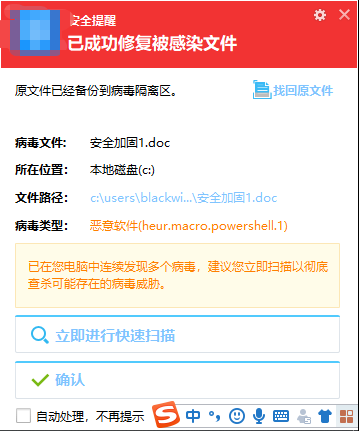 安全提醒
已成功修复被感染文件
原文件已经备份到病毒隔离区。
找回原文件
病毒文件: 安全加固1.doc
所在位置: 本地磁盘(c:)
文件路径: c:\users\blackwi...\安全加固1.doc
病毒类型: 恶意软件(heur.macro.powershell.1)
已在您电脑中连续发现多个病毒，建议您立即扫描以彻底
查杀可能存在的病毒威胁。
立即进行快速扫描
确认
自动处理，不再提示
S 中